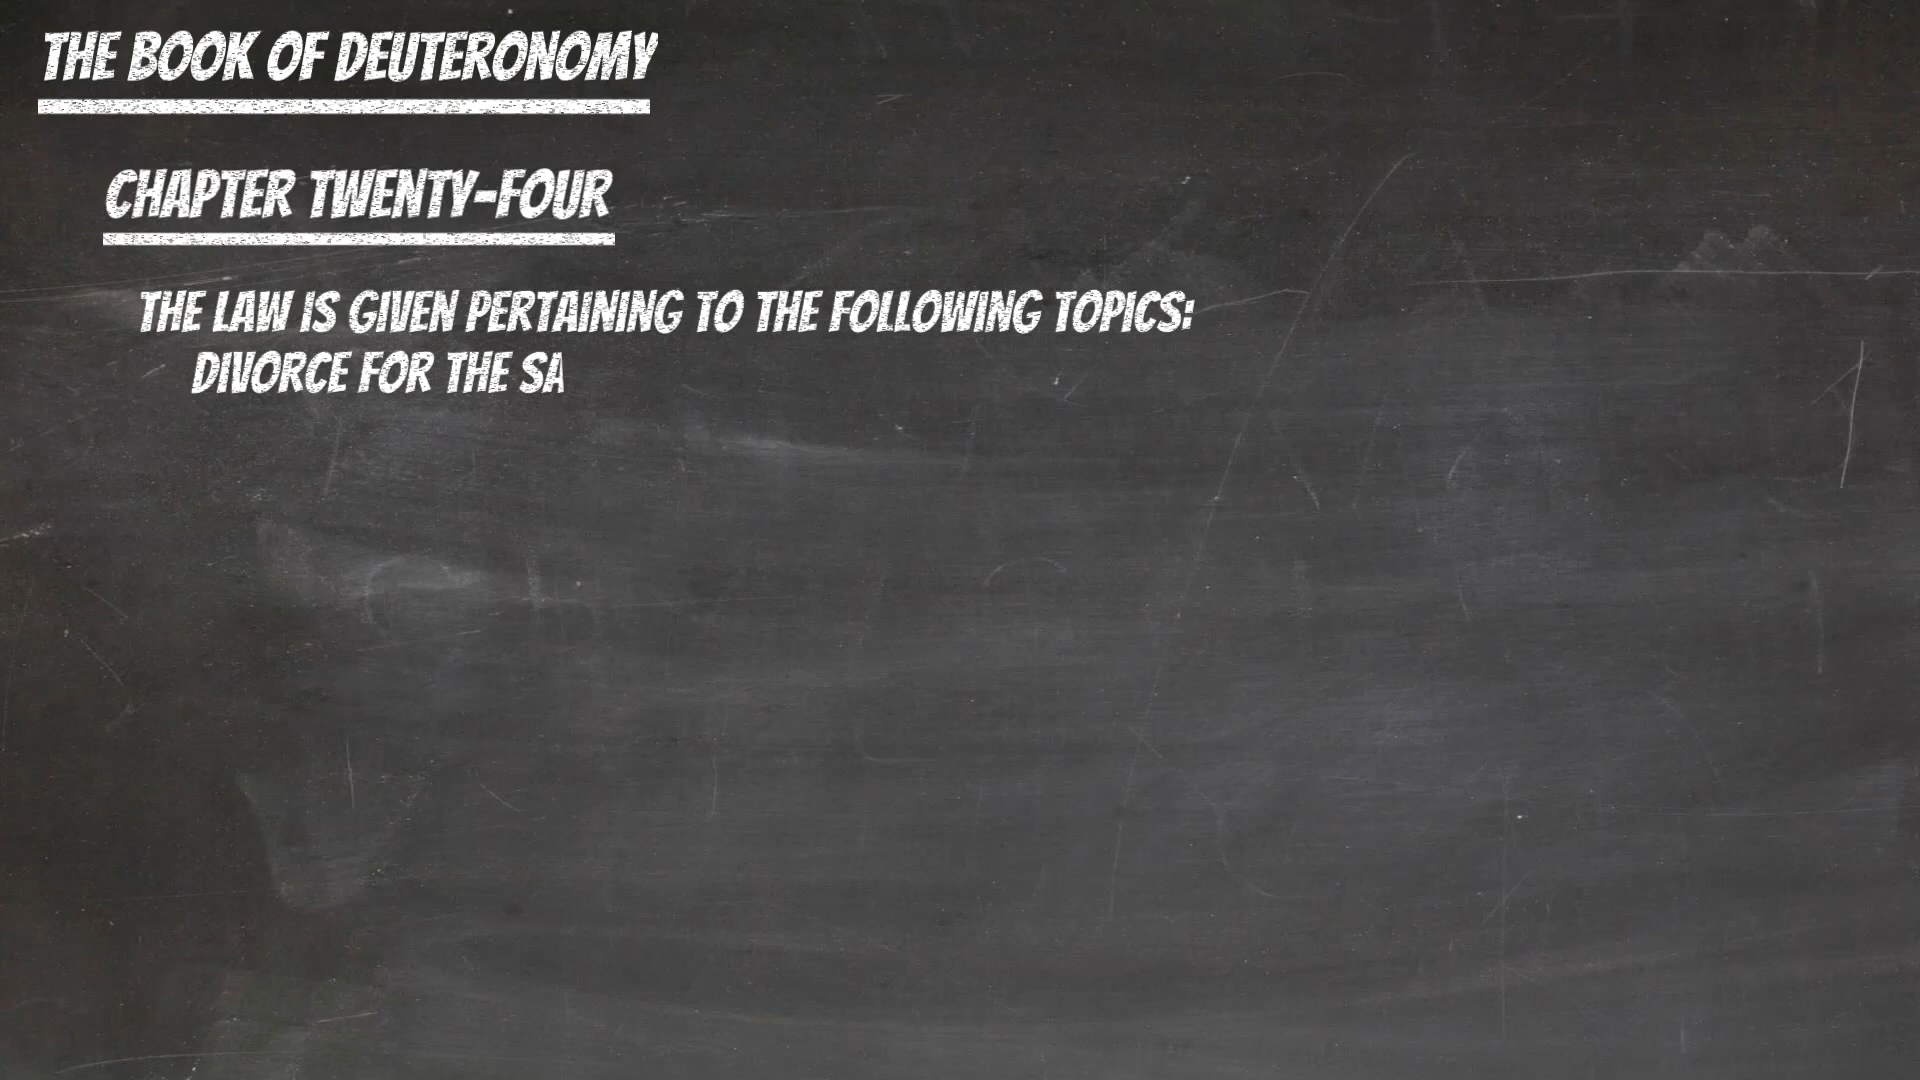 THE BOOK OF DEUTERONOMY
CHAPTER TWENTY-FOUR
THE LAW IS GIVEN PERTAINING TO THE FOLLOWING TOPICS:
DIVORCE FOR THE SA